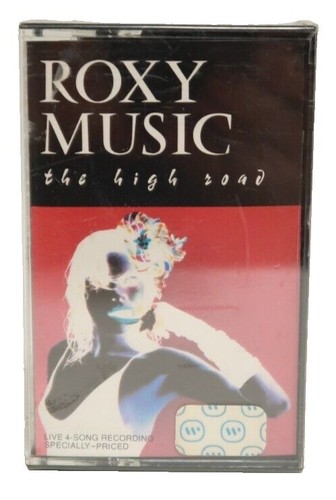 ROXY
MUSIC
the high road
LIVE 4-SONG RECORDING
SPECIALLY-PRICED